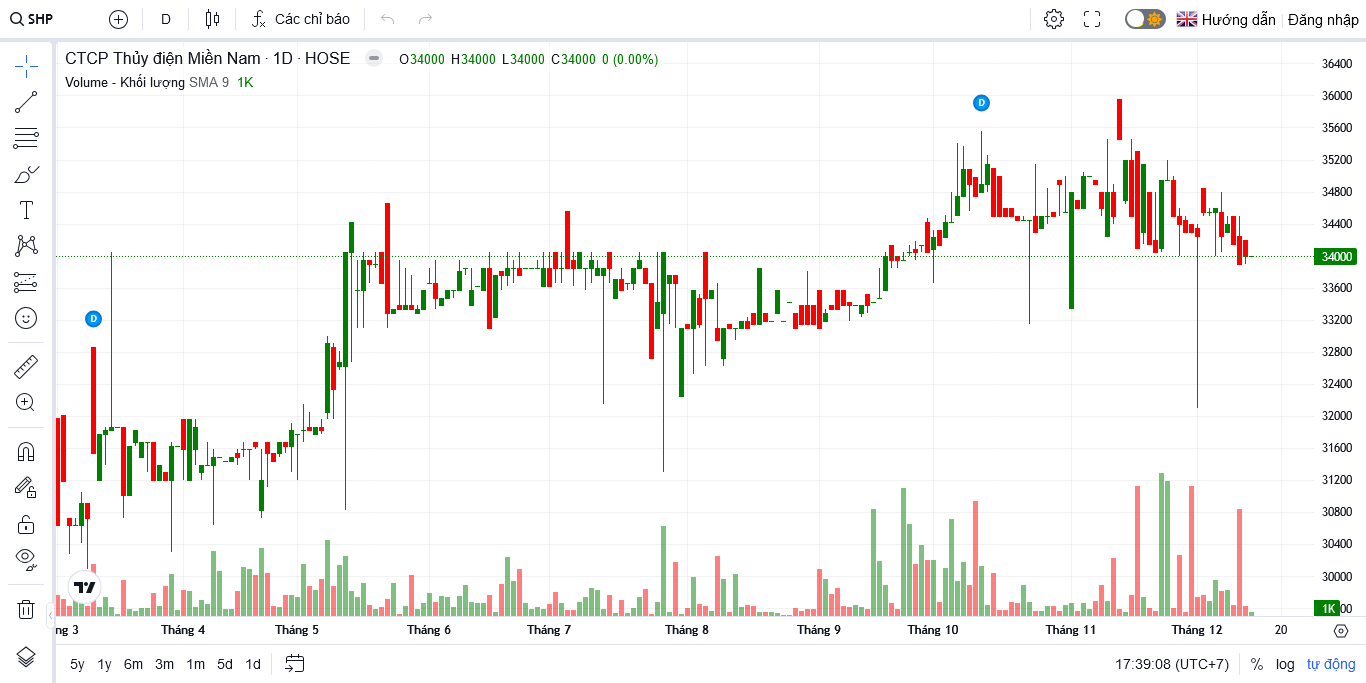 SHP D Các chỉ báo Hướng dẫn Đăng nhập
CTCP Thủy điện Miền Nam · 1D · HOSE O34000 H34000 L34000 C34000 0 (0.00%)
Volume - Khối lượng SMA 9 1K
36400
36000
D
35600
35200
34800
34400
34000
33600
D
33200
32800
32400
32000
31600
31200
30800
30400
30000
1K 00
ng 3 Tháng 4 Tháng 5 Tháng 6 Tháng 7 Tháng 8 Tháng 9 Tháng 10 Tháng 11 Tháng 12 20
5y 1y 6m 3m 1m 5d 1d 17:39:08 (UTC+7) % log tự động